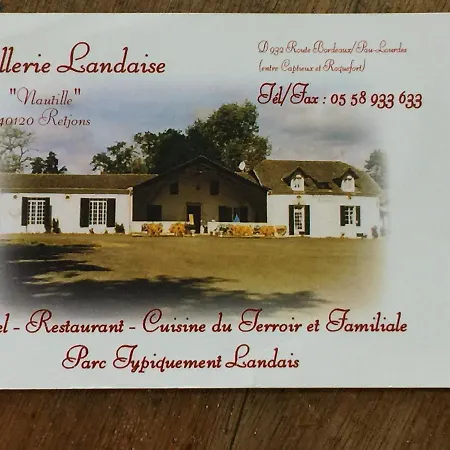 llerie Landaise
"Nautille"
40120 Retjons
D 932 Route Bordeaux/Pau-Lourdes
(entre Captieux et Roquefort)
Tél/Fax : 05 58 933 633
el - Restaurant - Cuisine du Terroir et Familiale
Parc Typiquement Landais